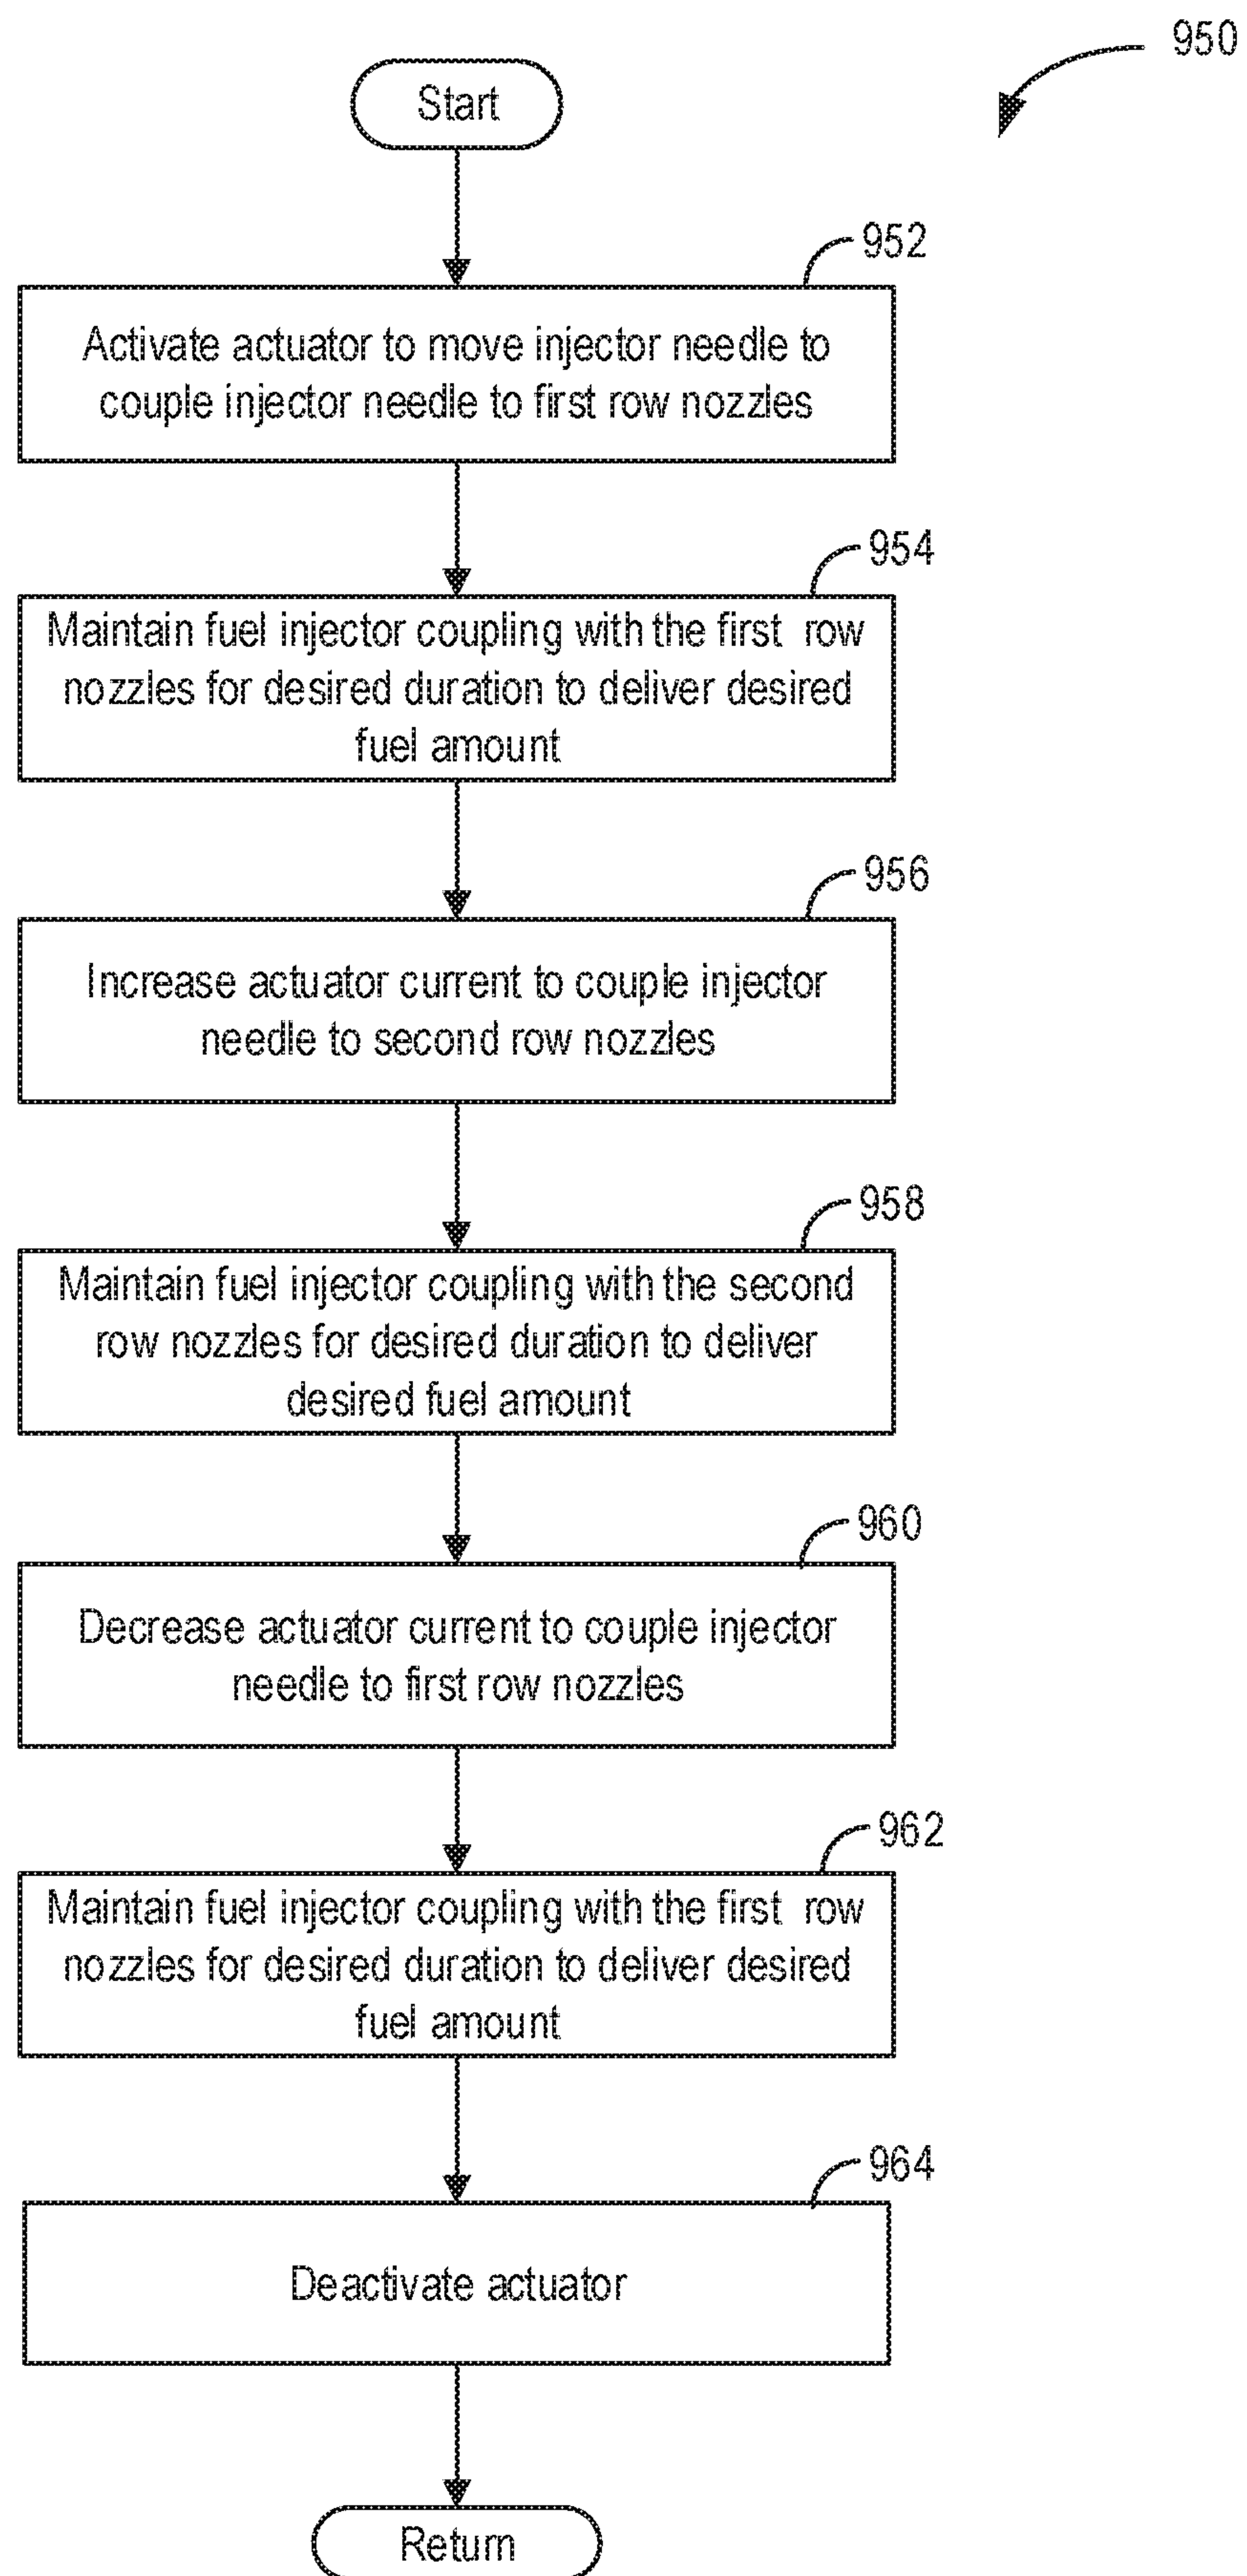 950
Start
952
Activate actuator to move injector needle to
couple injector needle to first row nozzles
954
Maintain fuel injector coupling with the first row
nozzles for desired duration to deliver desired
fuel amount
956
Increase actuator current to couple injector
needle to second row nozzles
958
Maintain fuel injector coupling with the second
row nozzles for desired duration to deliver
desired fuel amount
960
Decrease actuator current to couple injector
needle to first row nozzles
962
Maintain fuel injector coupling with the first row
nozzles for desired duration to deliver desired
fuel amount
964
Deactivate actuator
Return